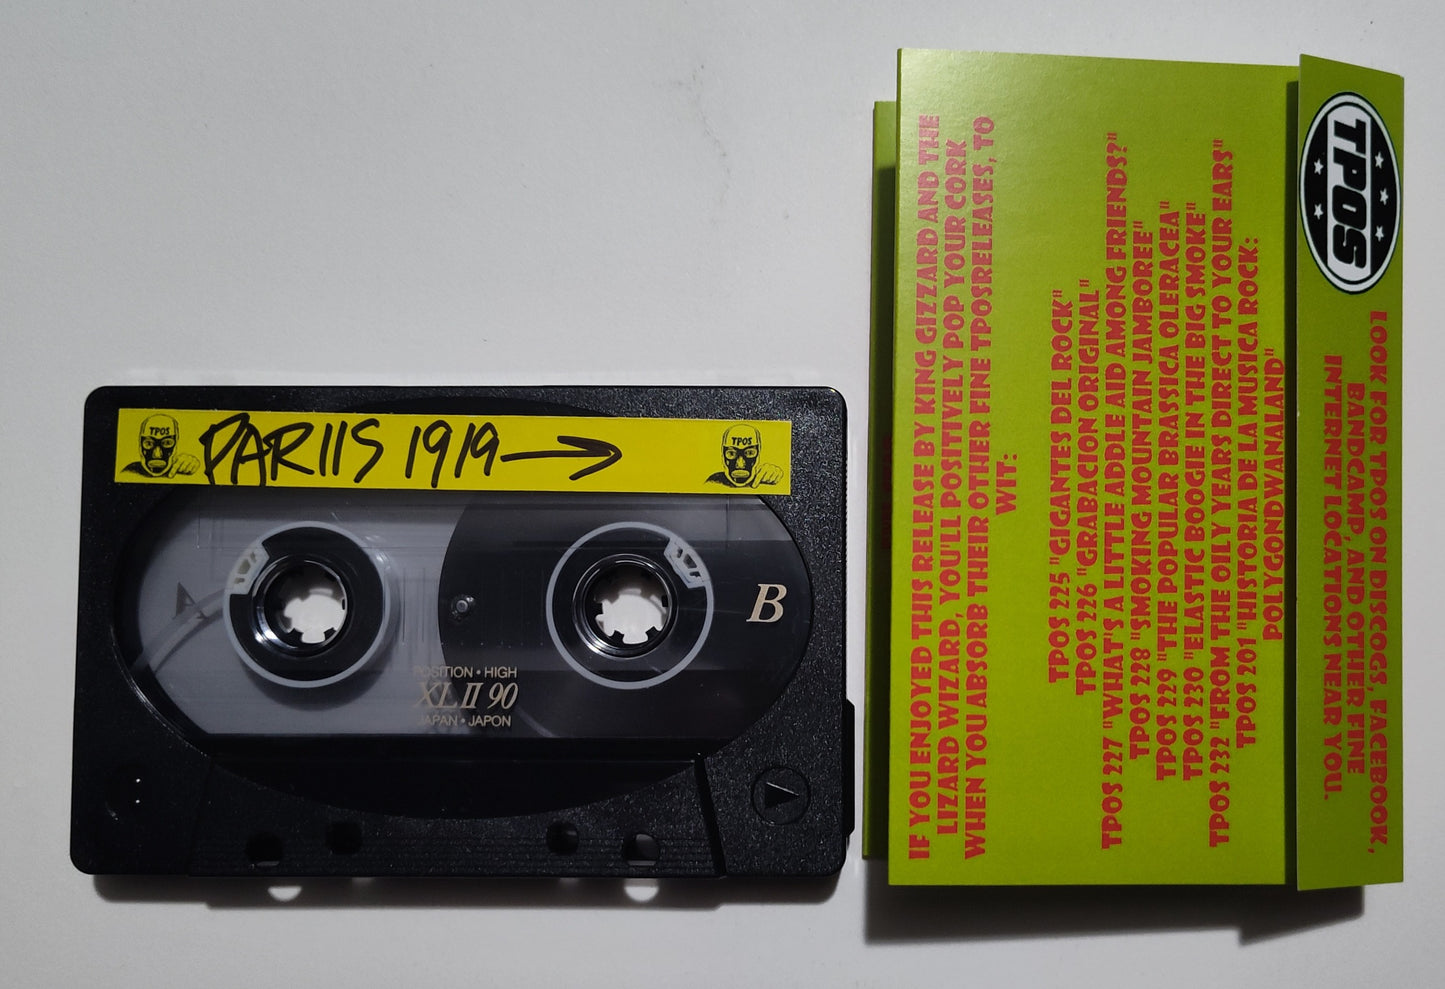 TPOS
PARIIS 1919
TPOS
B
POSITION • HIGH
XL II 90
JAPAN • JAPON
IF YOU ENJOYED THIS RELEASE BY KING GIZZARD AND THE
LIZARD WIZARD, YOU'LL POSITIVELY POP YOUR CORK
WHEN YOU ABSORB THEIR OTHER FINE TPOSRELEASES, TO
WIT:
TPOS 225 "GIGANTES DEL ROCK"
TPOS 226 "GRABACION ORIGINAL"
TPOS 227 "WHAT'S A LITTLE ADDLE AID AMONG FRIENDS?"
TPOS 228 "SMOKING MOUNTAIN JAMBOREE"
TPOS 229 "THE POPULAR BRASSICA OLERACEA"
TPOS 230 "ELASTIC BOOGIE IN THE BIG SMOKE"
TPOS 232 "FROM THE OILY YEARS DIRECT TO YOUR EARS"
TPOS 201 "HISTORIA DE LA MUSICA ROCK:
POLYGONDWANALAND"
TPOS
LOOK FOR TPOS ON DISCOGS, FACEBOOK,
BANDCAMP, AND OTHER FINE
INTERNET LOCATIONS NEAR YOU.